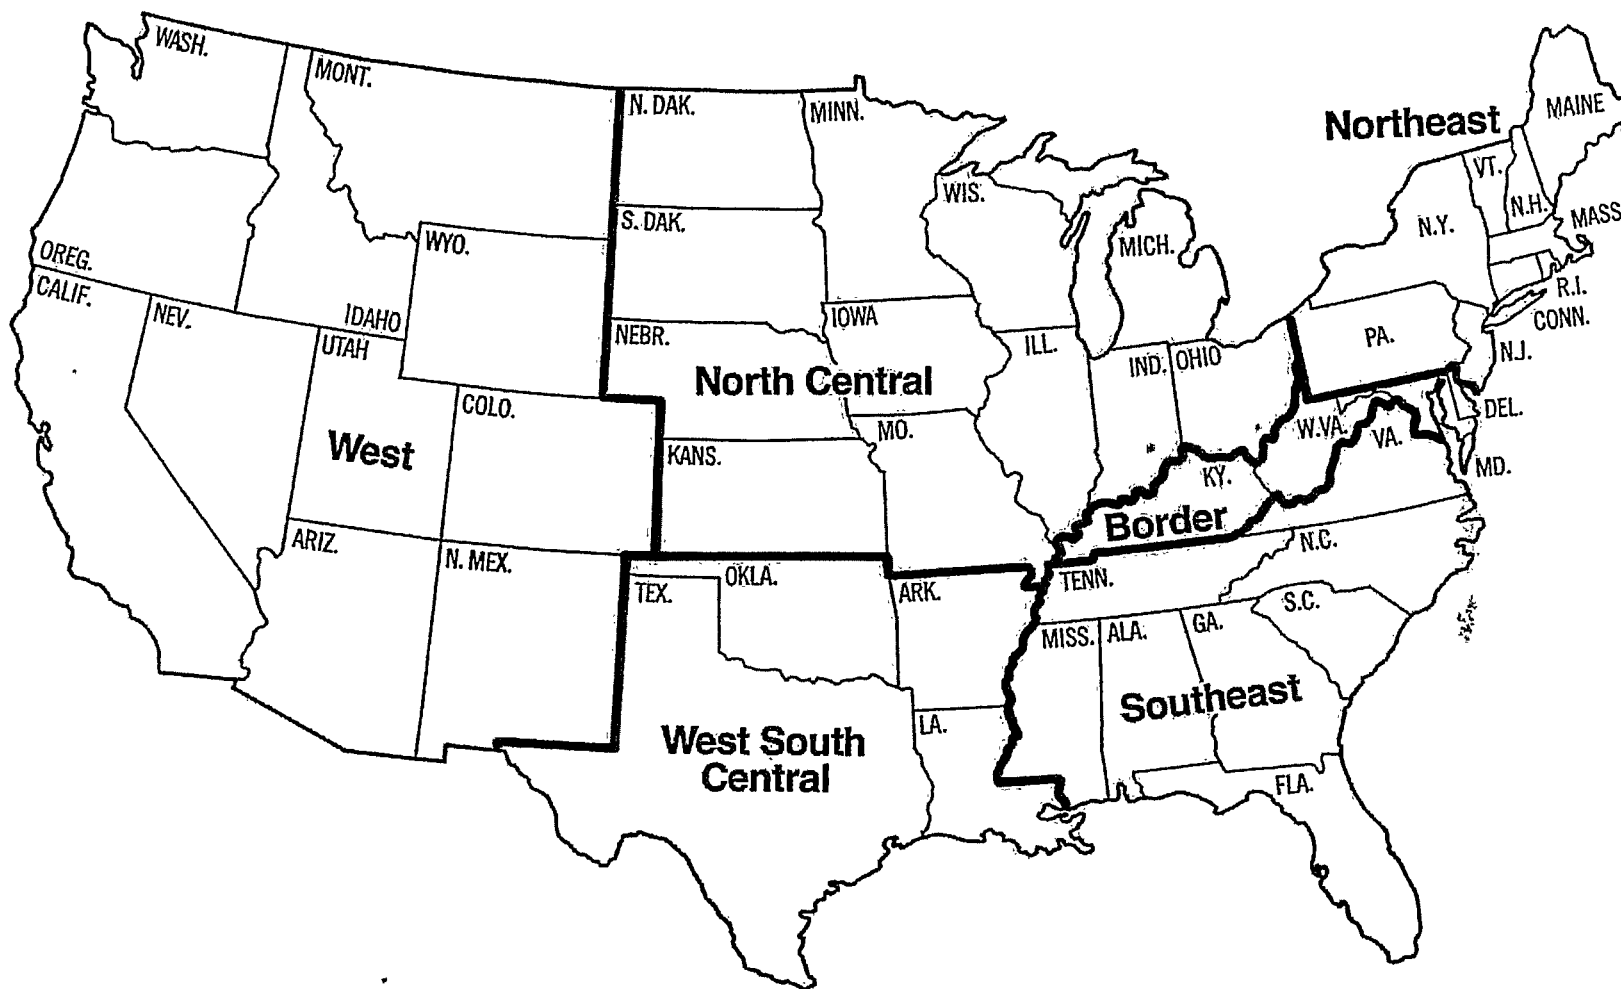 WASH.
MONT.
N. DAK.
MINN.
Northeast
MAINE
VT.
N.H.
MASS
WIS.
MICH.
N.Y.
S. DAK.
WYO.
OREG.
CALIF.
NEV.
IDAHO
UTAH
NEBR.
IOWA
ILL.
IND.
OHIO
PA.
R.I.
CONN.
N.J.
North Central
COLO.
DEL.
West
MO.
KANS.
W.VA.
VA.
MD.
KY.
Border
ARIZ.
N. MEX.
OKLA.
TEX.
ARK.
TENN.
N.C.
S.C.
MISS.
ALA.
GA.
Southeast
LA.
West South
Central
FLA.